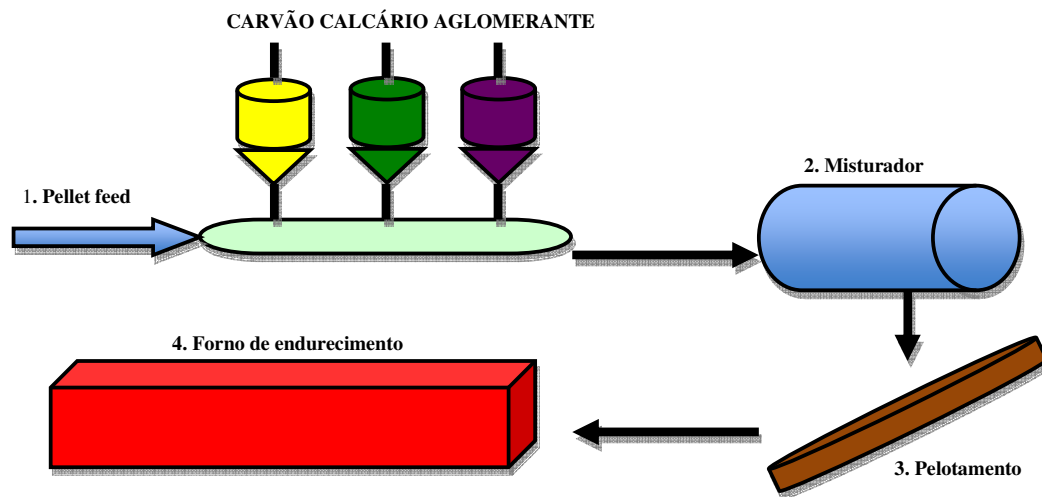 CARVÃO CALCÁRIO AGLOMERANTE
1. Pellet feed
2. Misturador
4. Forno de endurecimento
3. Pelotamento